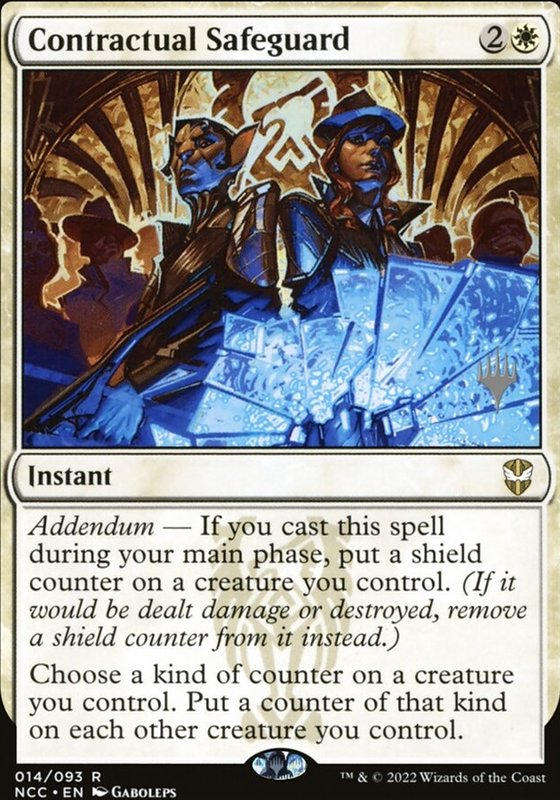 Contractual Safeguard 2
Instant
Addendum — If you cast this spell
during your main phase, put a shield
counter on a creature you control. (If it
would be dealt damage or destroyed, remove
a shield counter from it instead.)
Choose a kind of counter on a creature
you control. Put a counter of that kind
on each other creature you control.
014/093 R
NCC • EN Gaboleps
™ & © 2022 Wizards of the Coast